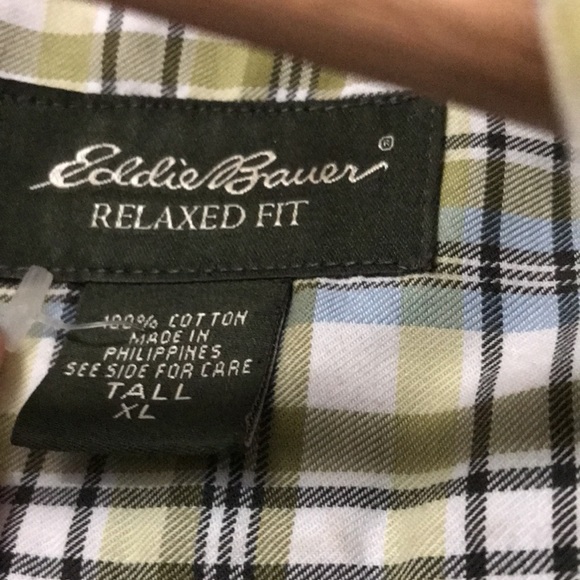 Eddie Bauer®
RELAXED FIT
100% COTTON
MADE IN
PHILIPPINES
SEE SIDE FOR CARE
TALL
XL